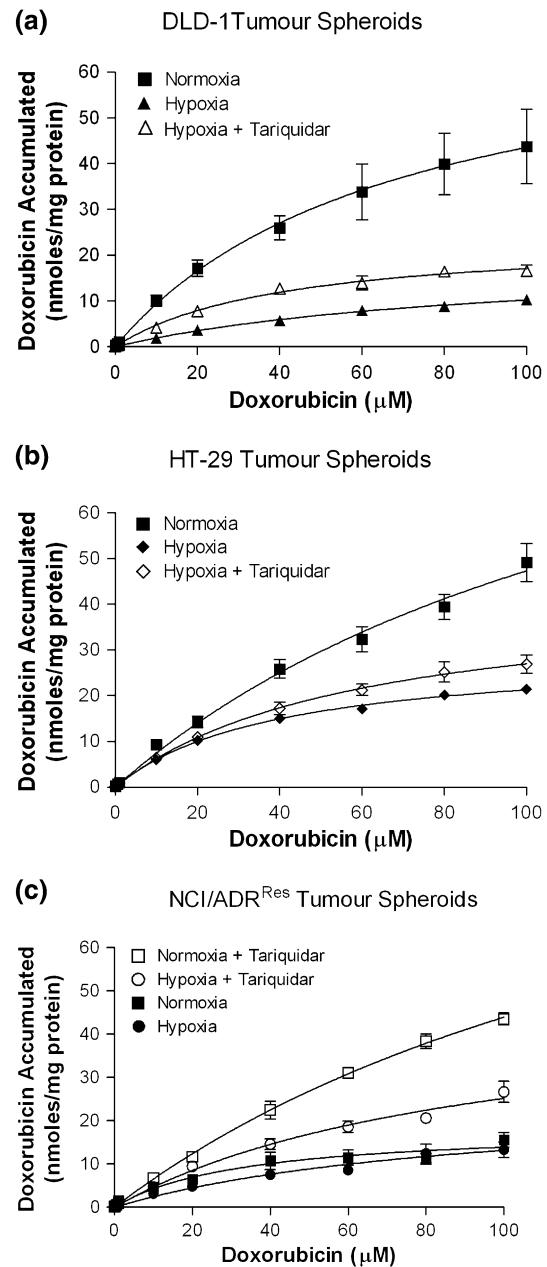 (a)
DLD-1Tumour Spheroids
Normoxia
Hypoxia
Hypoxia + Tariquidar
Doxorubicin Accumulated
(nmoles/mg protein)
60
50
40
30
20
10
0
0 20 40 60 80 100
Doxorubicin (μM)
(b)
HT-29 Tumour Spheroids
Normoxia
Hypoxia
Hypoxia + Tariquidar
Doxorubicin Accumulated
(nmoles/mg protein)
60
50
40
30
20
10
0
0 20 40 60 80 100
Doxorubicin (μM)
(c)
NCI/ADRRes Tumour Spheroids
Normoxia + Tariquidar
Hypoxia + Tariquidar
Normoxia
Hypoxia
Doxorubicin Accumulated
(nmoles/mg protein)
60
50
40
30
20
10
0
0 20 40 60 80 100
Doxorubicin (μM)